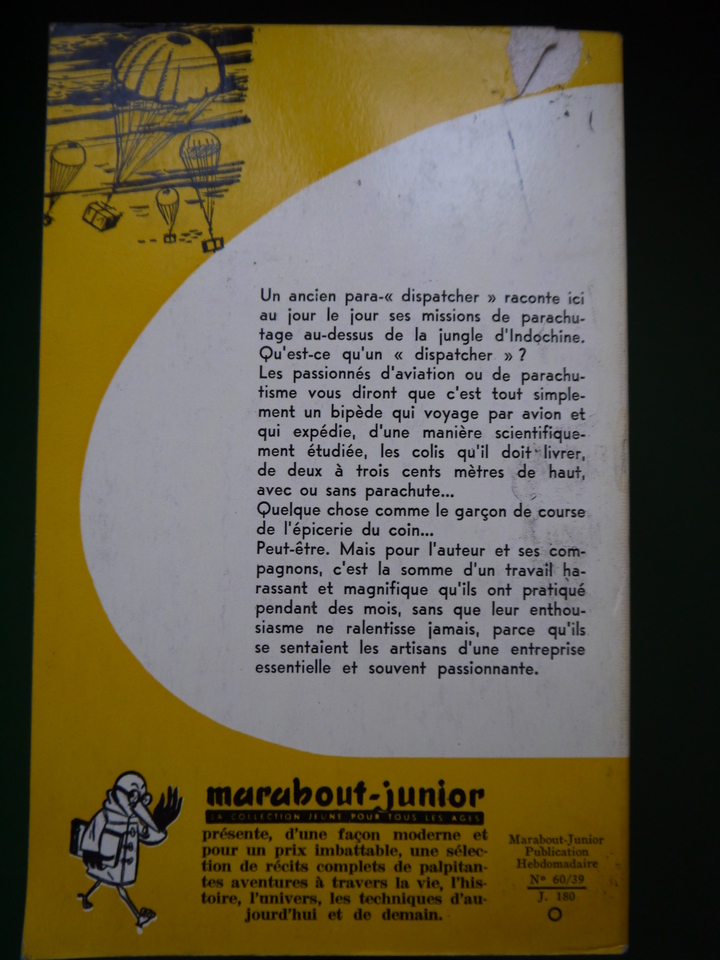 Un ancien para-« dispatcher » raconte ici
au jour le jour ses missions de parachu-
tage au-dessus de la jungle d'Indochine.
Qu'est-ce qu'un « dispatcher » ?
Les passionnés d'aviation ou de parachu-
tisme vous diront que c'est tout simple-
ment un bipède qui voyage par avion et
qui expédie, d'une manière scientifique-
ment étudiée, les colis qu'il doit livrer,
de deux à trois cents mètres de haut,
avec ou sans parachute...
Quelque chose comme le garçon de course
de l'épicerie du coin...
Peut-être. Mais pour l'auteur et ses com-
pagnons, c'est la somme d'un travail ha-
rassant et magnifique qu'ils ont pratiqué
pendant des mois, sans que leur enthou-
siasme ne ralentisse jamais, parce qu'ils
se sentaient les artisans d'une entreprise
essentielle et souvent passionnante.
marabout-junior
LA COLLECTION JEUNE POUR TOUS LES AGES
présente, d'une façon moderne et
pour un prix imbattable, une sélec-
tion de récits complets de palpitan-
tes aventures à travers la vie, l'his-
toire, l'univers, les techniques d'au-
jourd'hui et de demain.
Marabout-Junior
Publication
Hebdomadaire
Nº 60/39
J. 180